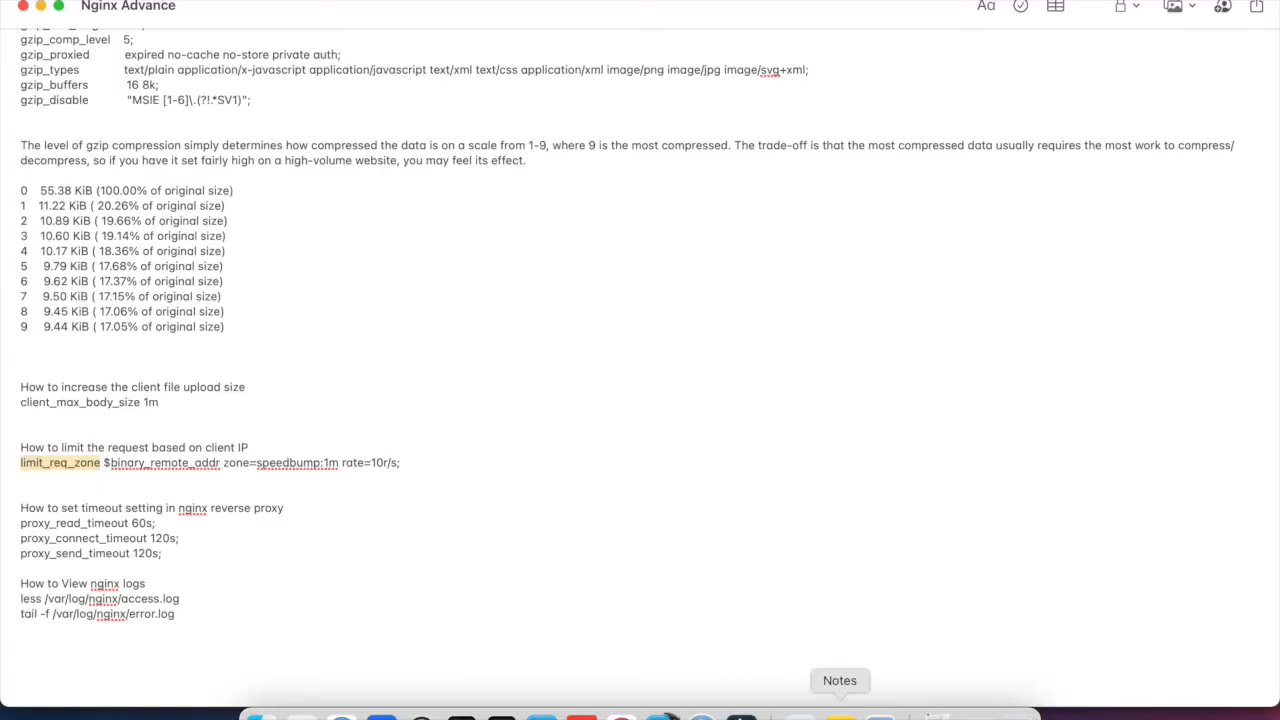 Nginx Advance
Aa
gzip_comp_level 5;
gzip_proxied expired no-cache no-store private auth;
gzip_types text/plain application/x-javascript application/javascript text/xml text/css application/xml image/png image/jpg image/svg+xml;
gzip_buffers 16 8k;
gzip_disable "MSIE [1-6]\.(?!.*SV1)";
The level of gzip compression simply determines how compressed the data is on a scale from 1-9, where 9 is the most compressed. The trade-off is that the most compressed data usually requires the most work to compress/
decompress, so if you have it set fairly high on a high-volume website, you may feel its effect.
0 55.38 KiB (100.00% of original size)
1 11.22 KiB ( 20.26% of original size)
2 10.89 KiB ( 19.66% of original size)
3 10.60 KiB ( 19.14% of original size)
4 10.17 KiB ( 18.36% of original size)
5 9.79 KiB ( 17.68% of original size)
6 9.62 KiB ( 17.37% of original size)
7 9.50 KiB ( 17.15% of original size)
8 9.45 KiB ( 17.06% of original size)
9 9.44 KiB ( 17.05% of original size)
How to increase the client file upload size
client_max_body_size 1m
How to limit the request based on client IP
limit_req_zone $binary_remote_addr zone=speedbump:1m rate=10r/s;
How to set timeout setting in nginx reverse proxy
proxy_read_timeout 60s;
proxy_connect_timeout 120s;
proxy_send_timeout 120s;
How to View nginx logs
less /var/log/nginx/access.log
tail -f /var/log/nginx/error.log
Notes